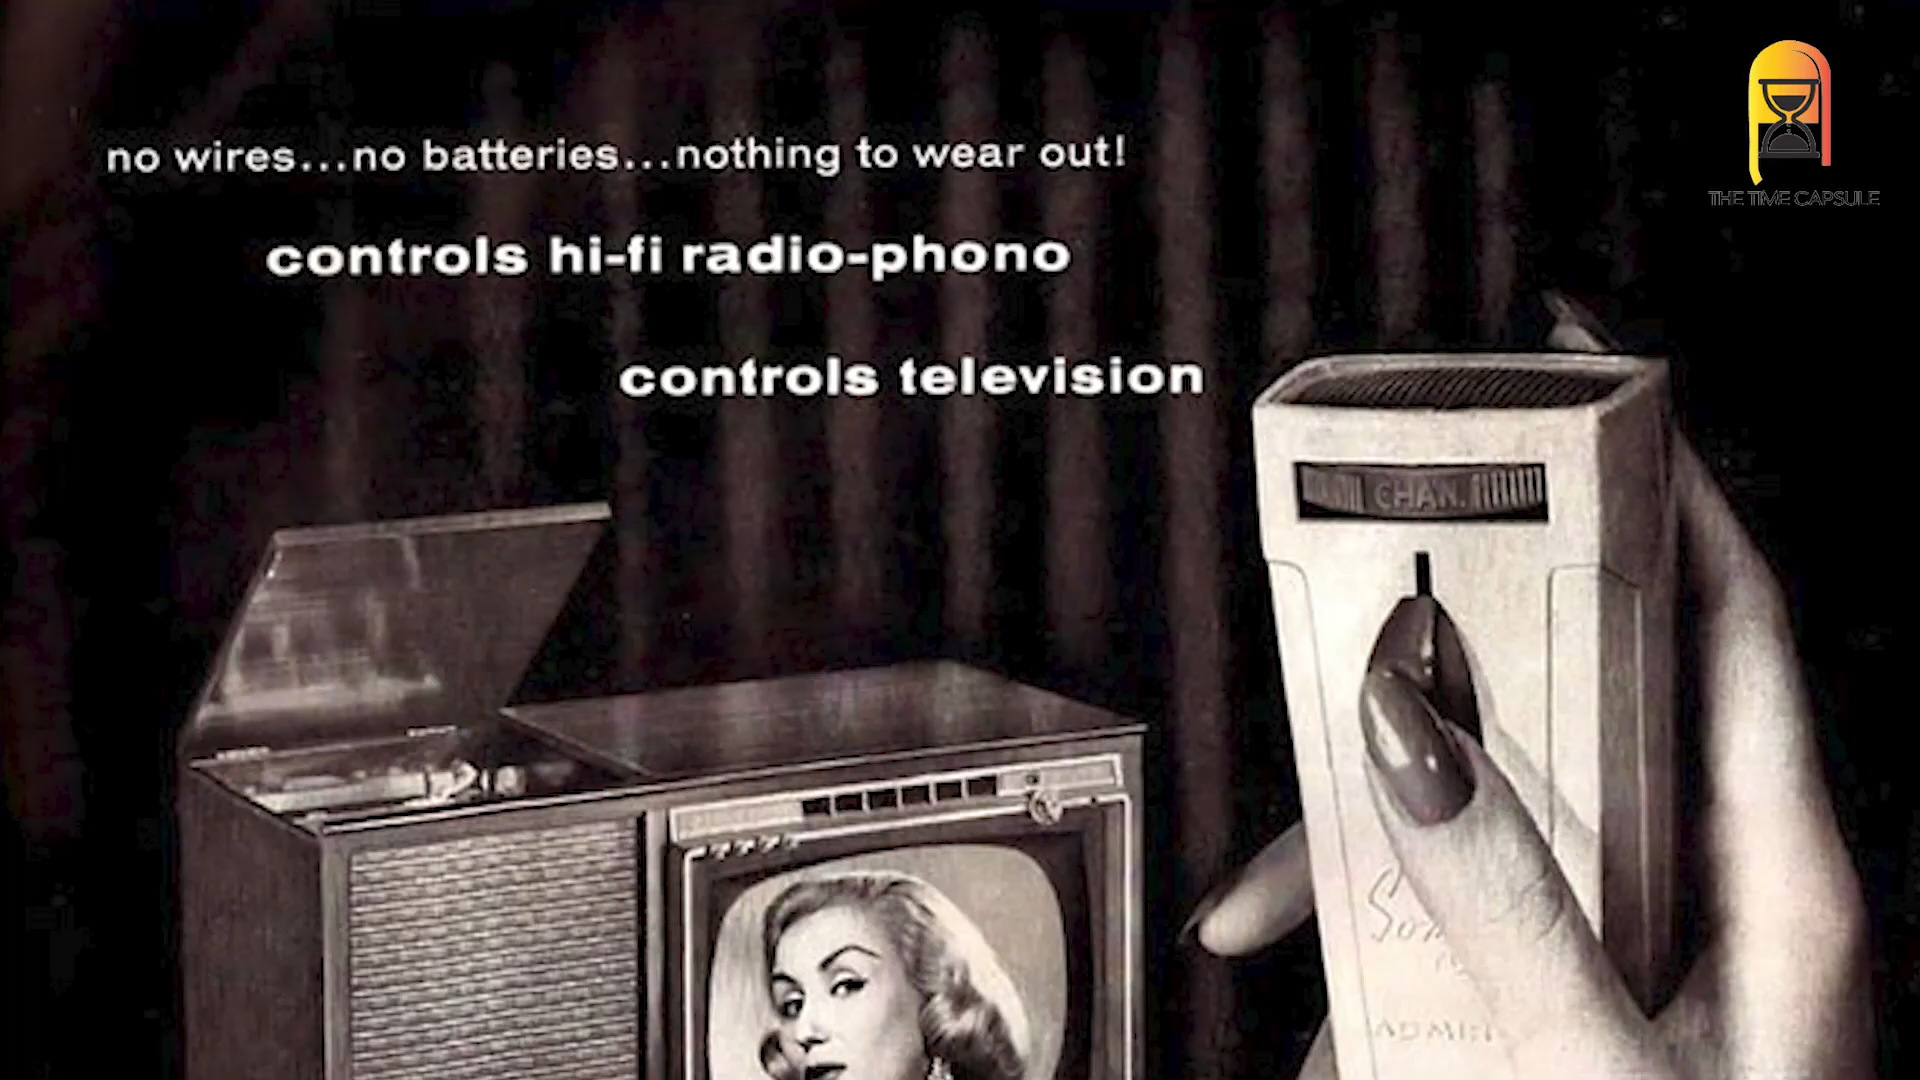 no wires...no batteries...nothing to wear out!
controls hi-fi radio-phono
controls television
THE TIME CAPSULE
CHAN.